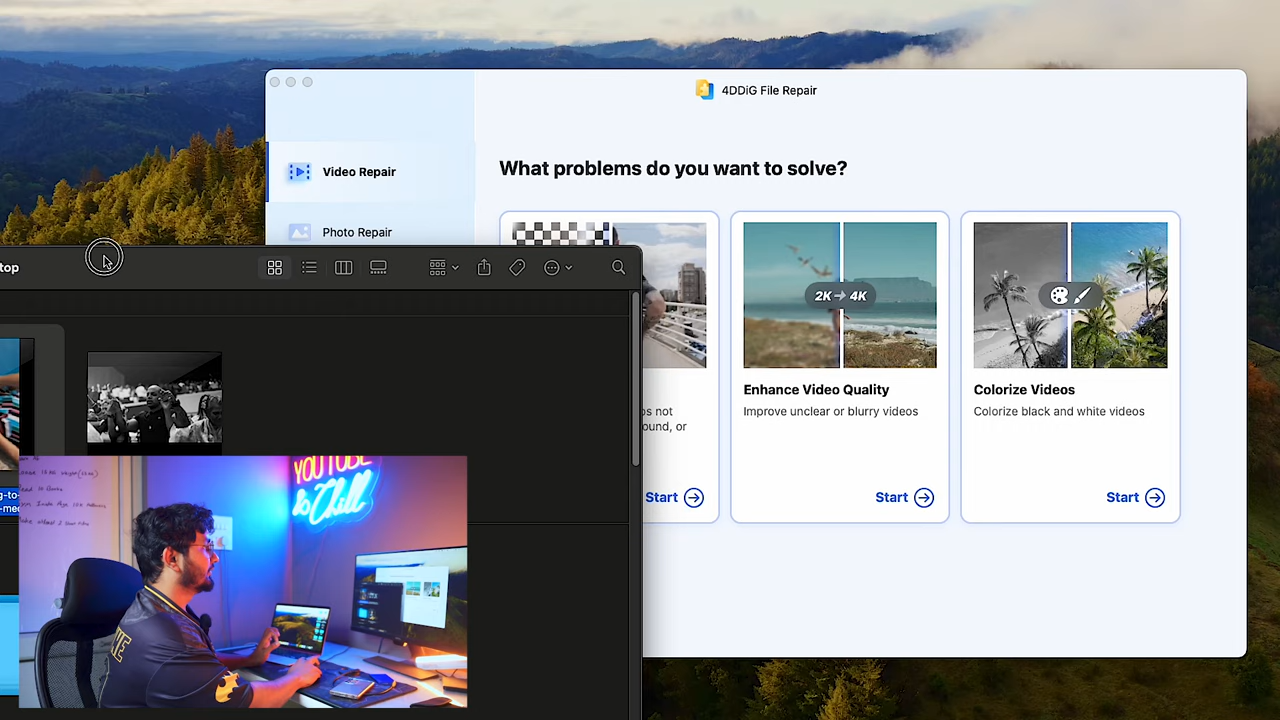 4DDiG File Repair
Video Repair
What problems do you want to solve?
Photo Repair
top
2K → 4K
Enhance Video Quality
Colorize Videos
os not
Improve unclear or blurry videos
Colorize black and white videos
ound, or
YOUTUBE
& Chill
g-to-
-med
Start
Start
Start